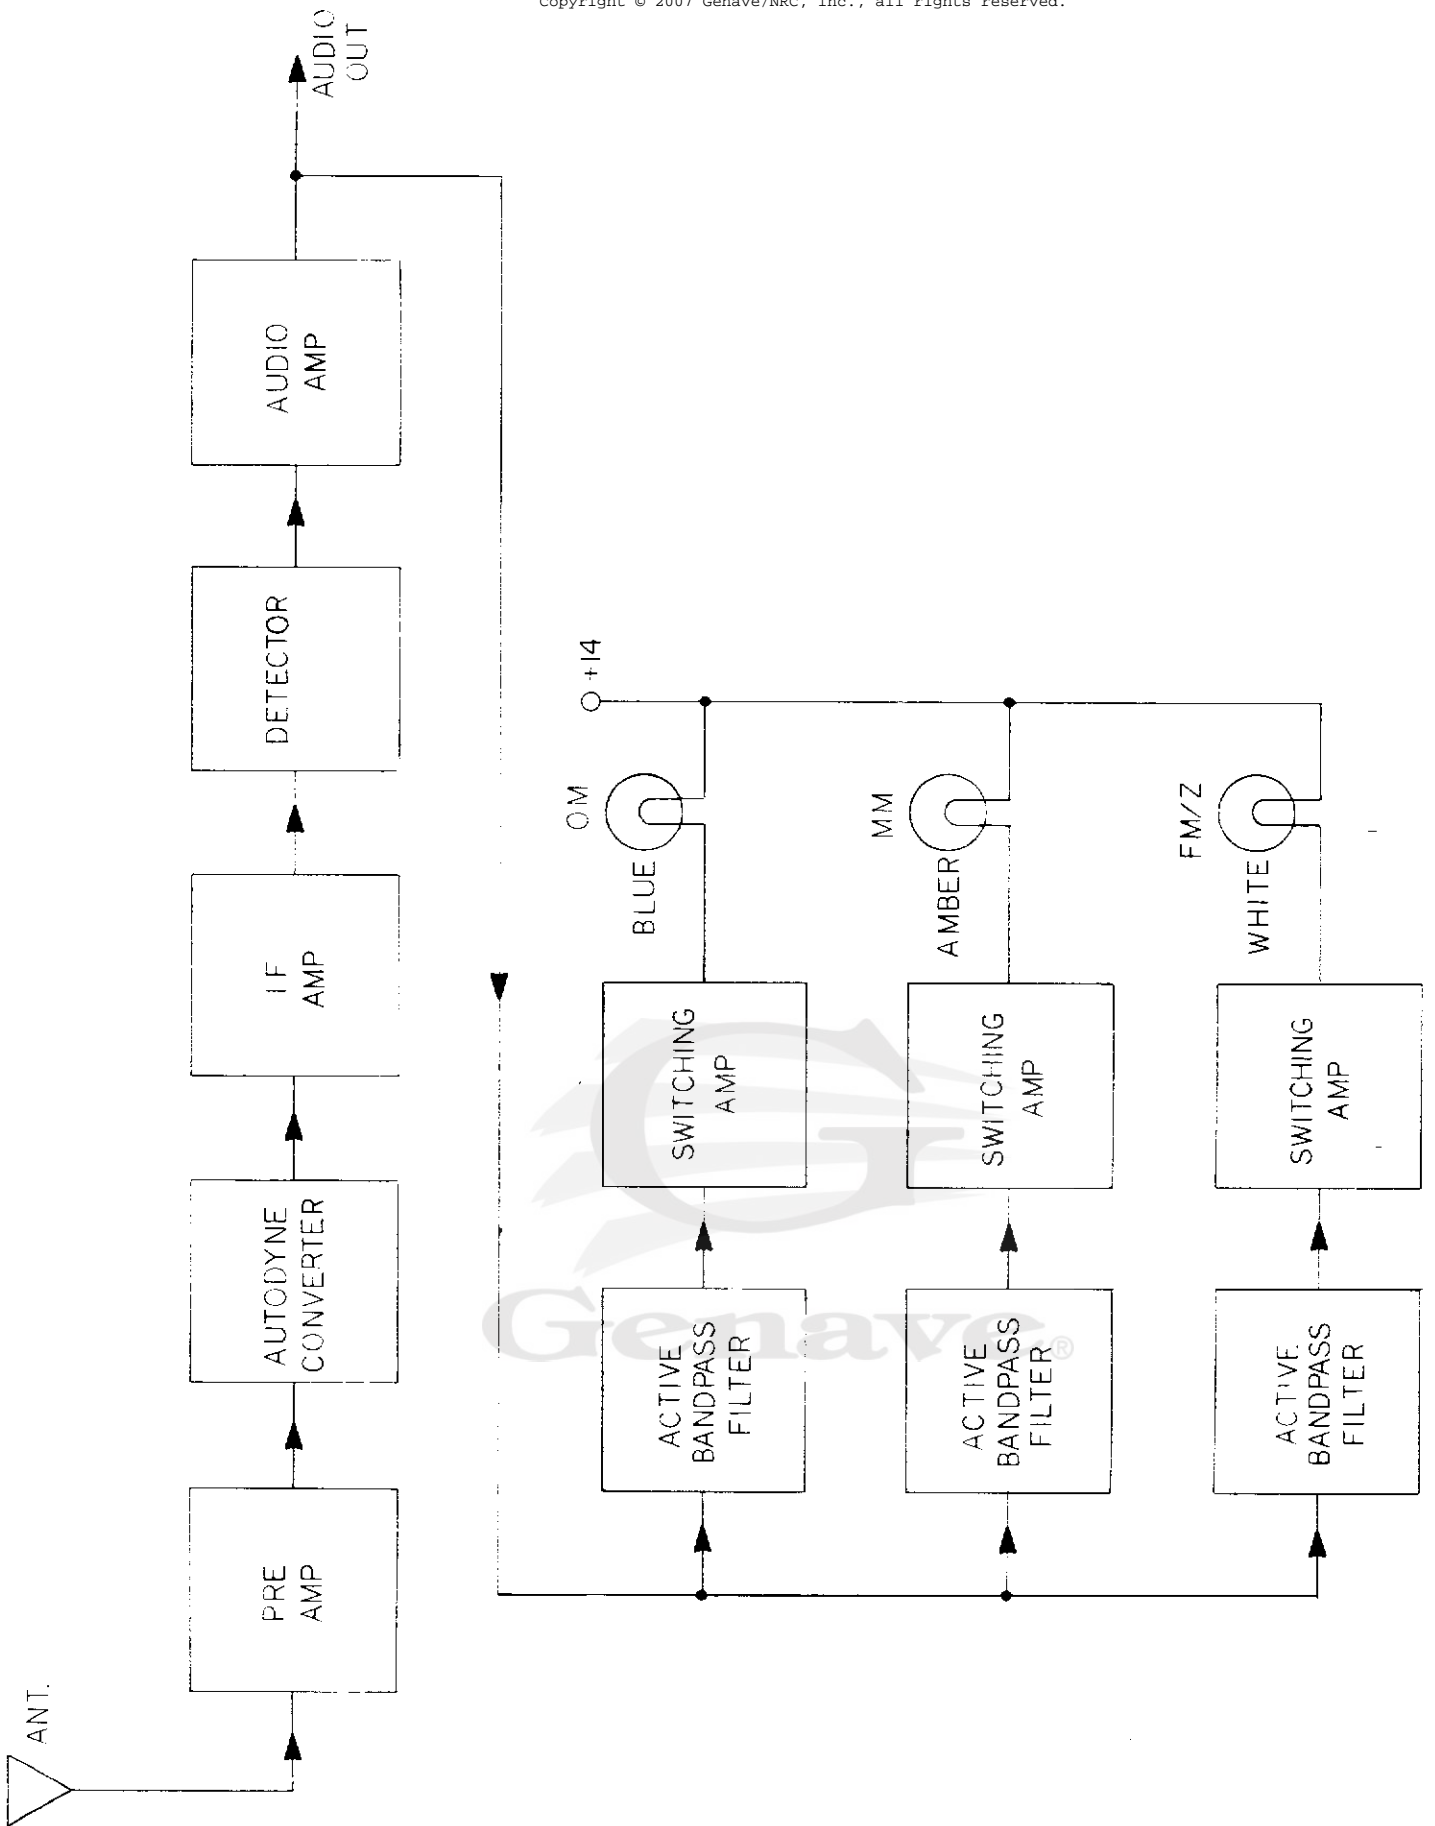 Copyright © 2007 Genave/NRC, Inc., all rights reserved.
ANT.
PRE
AMP
AUTODYNE
CONVERTER
IF
AMP
DETECTOR
AUDIO
AMP
AUDIO
OUT
ACTIVE
BANDPASS
FILTER
SWITCHING
AMP
BLUE
OM
+14
ACTIVE
BANDPASS
FILTER
SWITCHING
AMP
AMBER
MM
ACTIVE
BANDPASS
FILTER
SWITCHING
AMP
WHITE
FM/Z
G
Genave®